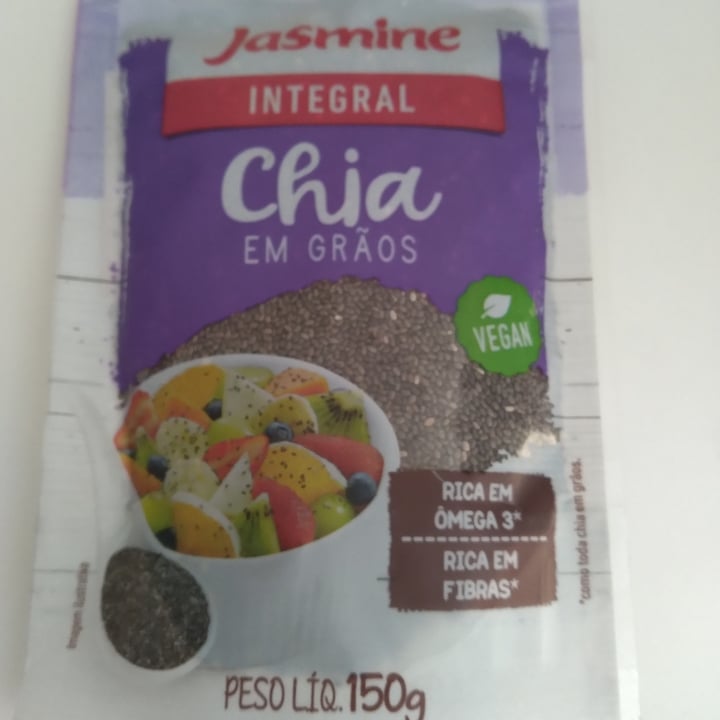 Jasmine
INTEGRAL
Chia
EM GRÃOS
VEGAN
RICA EM
ÔMEGA 3*
RICA EM
FIBRAS*
*como toda chia em grãos.
Imagem ilustrativa
PESO LÍQ. 150g